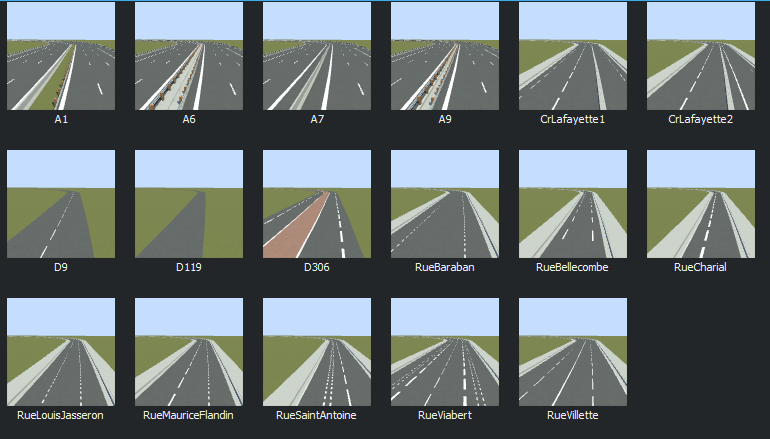 A1 A6 A7 A9 CrLafayette1 CrLafayette2
D9 D119 D306 RueBaraban RueBellecombe RueCharial
RueLouisJasseron RueMauriceFlandin RueSaintAntoine RueViabert RueVillette